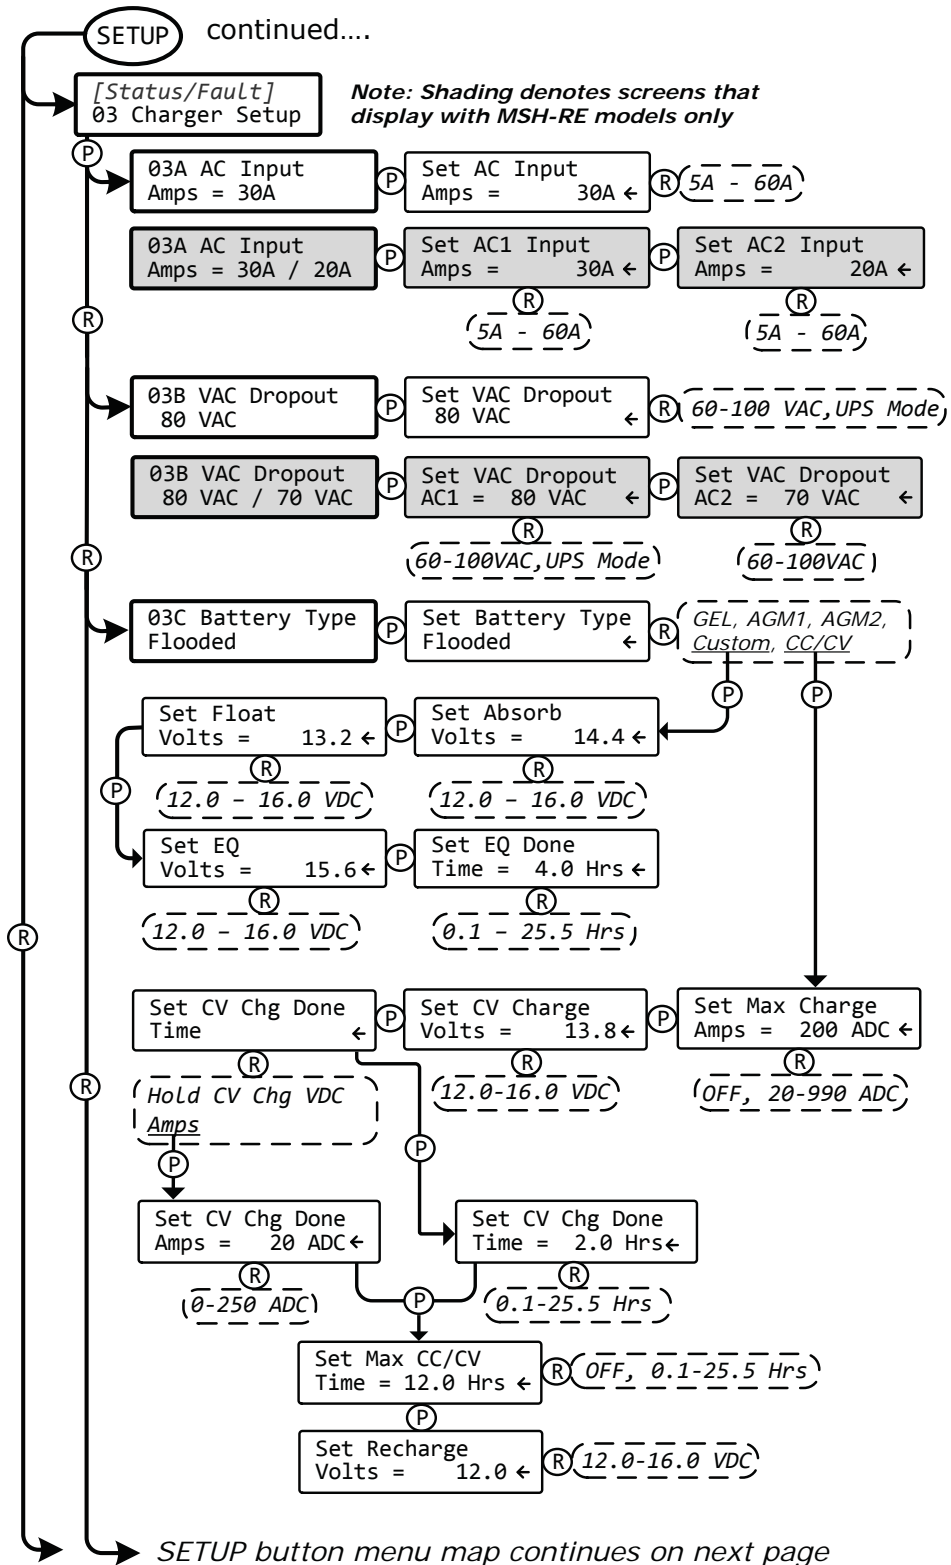 SETUP continued....
[Status/Fault]
03 Charger Setup
Note: Shading denotes screens that
display with MSH-RE models only
P
03A AC Input
Amps = 30A
P
Set AC Input
Amps = 30A ←
R
5A - 60A
03A AC Input
Amps = 30A / 20A
P
Set AC1 Input
Amps = 30A ←
P
Set AC2 Input
Amps = 20A ←
R
5A - 60A
R
5A - 60A
R
03B VAC Dropout
80 VAC
P
Set VAC Dropout
80 VAC ←
R
60-100 VAC,UPS Mode
03B VAC Dropout
80 VAC / 70 VAC
P
Set VAC Dropout
AC1 = 80 VAC ←
P
Set VAC Dropout
AC2 = 70 VAC ←
R
60-100VAC,UPS Mode
R
60-100VAC
R
03C Battery Type
Flooded
P
Set Battery Type
Flooded ←
R
GEL, AGM1, AGM2,
Custom, CC/CV
P
P
Set Float
Volts = 13.2 ←
P
Set Absorb
Volts = 14.4 ←
R
12.0 – 16.0 VDC
R
12.0 – 16.0 VDC
P
Set EQ
Volts = 15.6 ←
P
Set EQ Done
Time = 4.0 Hrs ←
R
12.0 – 16.0 VDC
R
0.1 – 25.5 Hrs
R
Set CV Chg Done
Time ←
P
Set CV Charge
Volts = 13.8 ←
P
Set Max Charge
Amps = 200 ADC ←
R
Hold CV Chg VDC
Amps
R
12.0-16.0 VDC
R
OFF, 20-990 ADC
R
P
P
Set CV Chg Done
Amps = 20 ADC ←
Set CV Chg Done
Time = 2.0 Hrs ←
R
0-250 ADC
P
R
0.1-25.5 Hrs
Set Max CC/CV
Time = 12.0 Hrs ←
R
OFF, 0.1-25.5 Hrs
P
Set Recharge
Volts = 12.0 ←
R
12.0-16.0 VDC
SETUP button menu map continues on next page